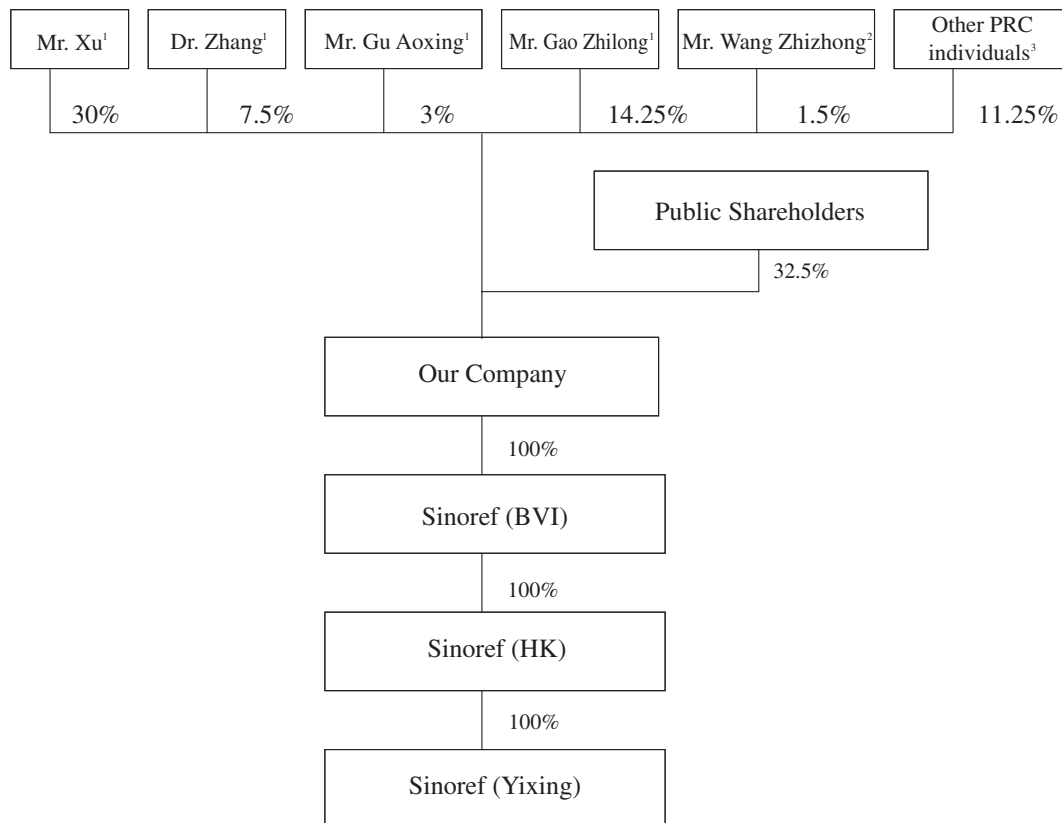 Mr. Xu¹
Dr. Zhang¹
Mr. Gu Aoxing¹
Mr. Gao Zhilong¹
Mr. Wang Zhizhong²
Other PRC
individuals³
30%
7.5%
3%
14.25%
1.5%
11.25%
Public Shareholders
32.5%
Our Company
100%
Sinoref (BVI)
100%
Sinoref (HK)
100%
Sinoref (Yixing)